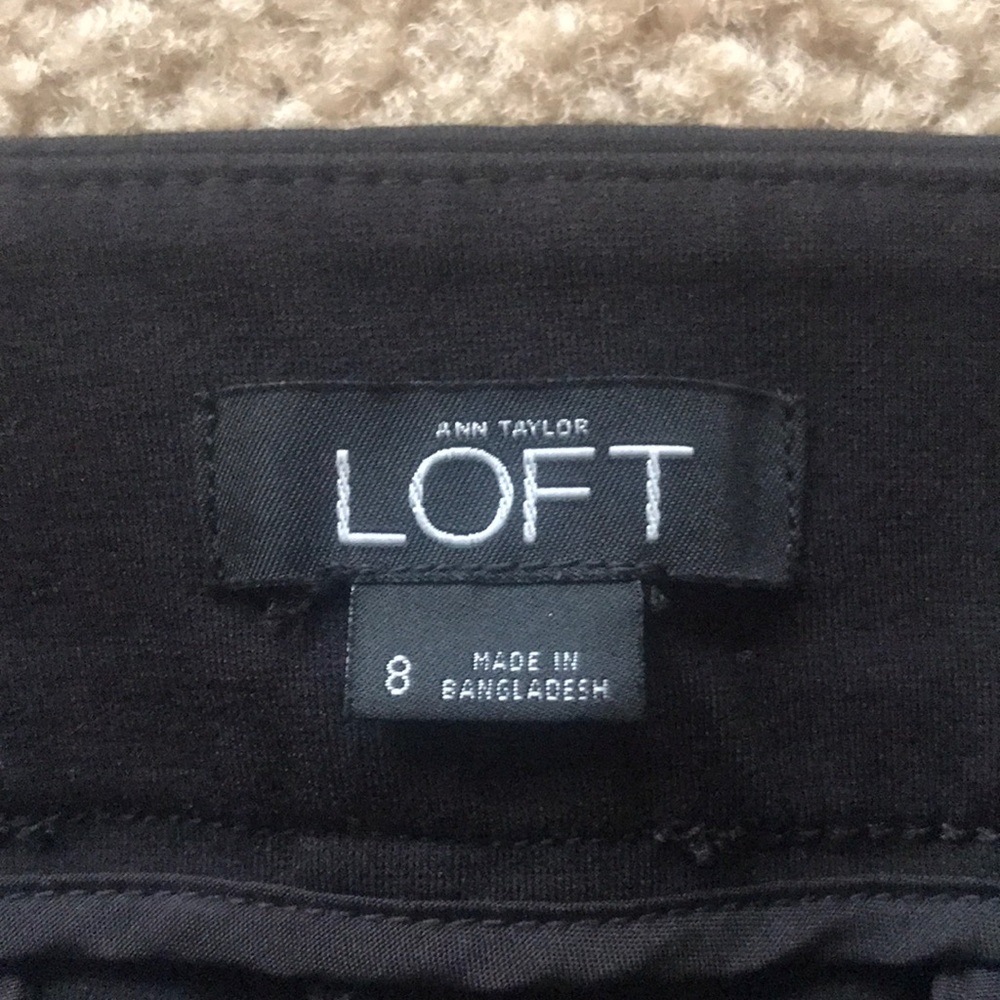 ANN TAYLOR
LOFT
8
MADE IN
BANGLADESH